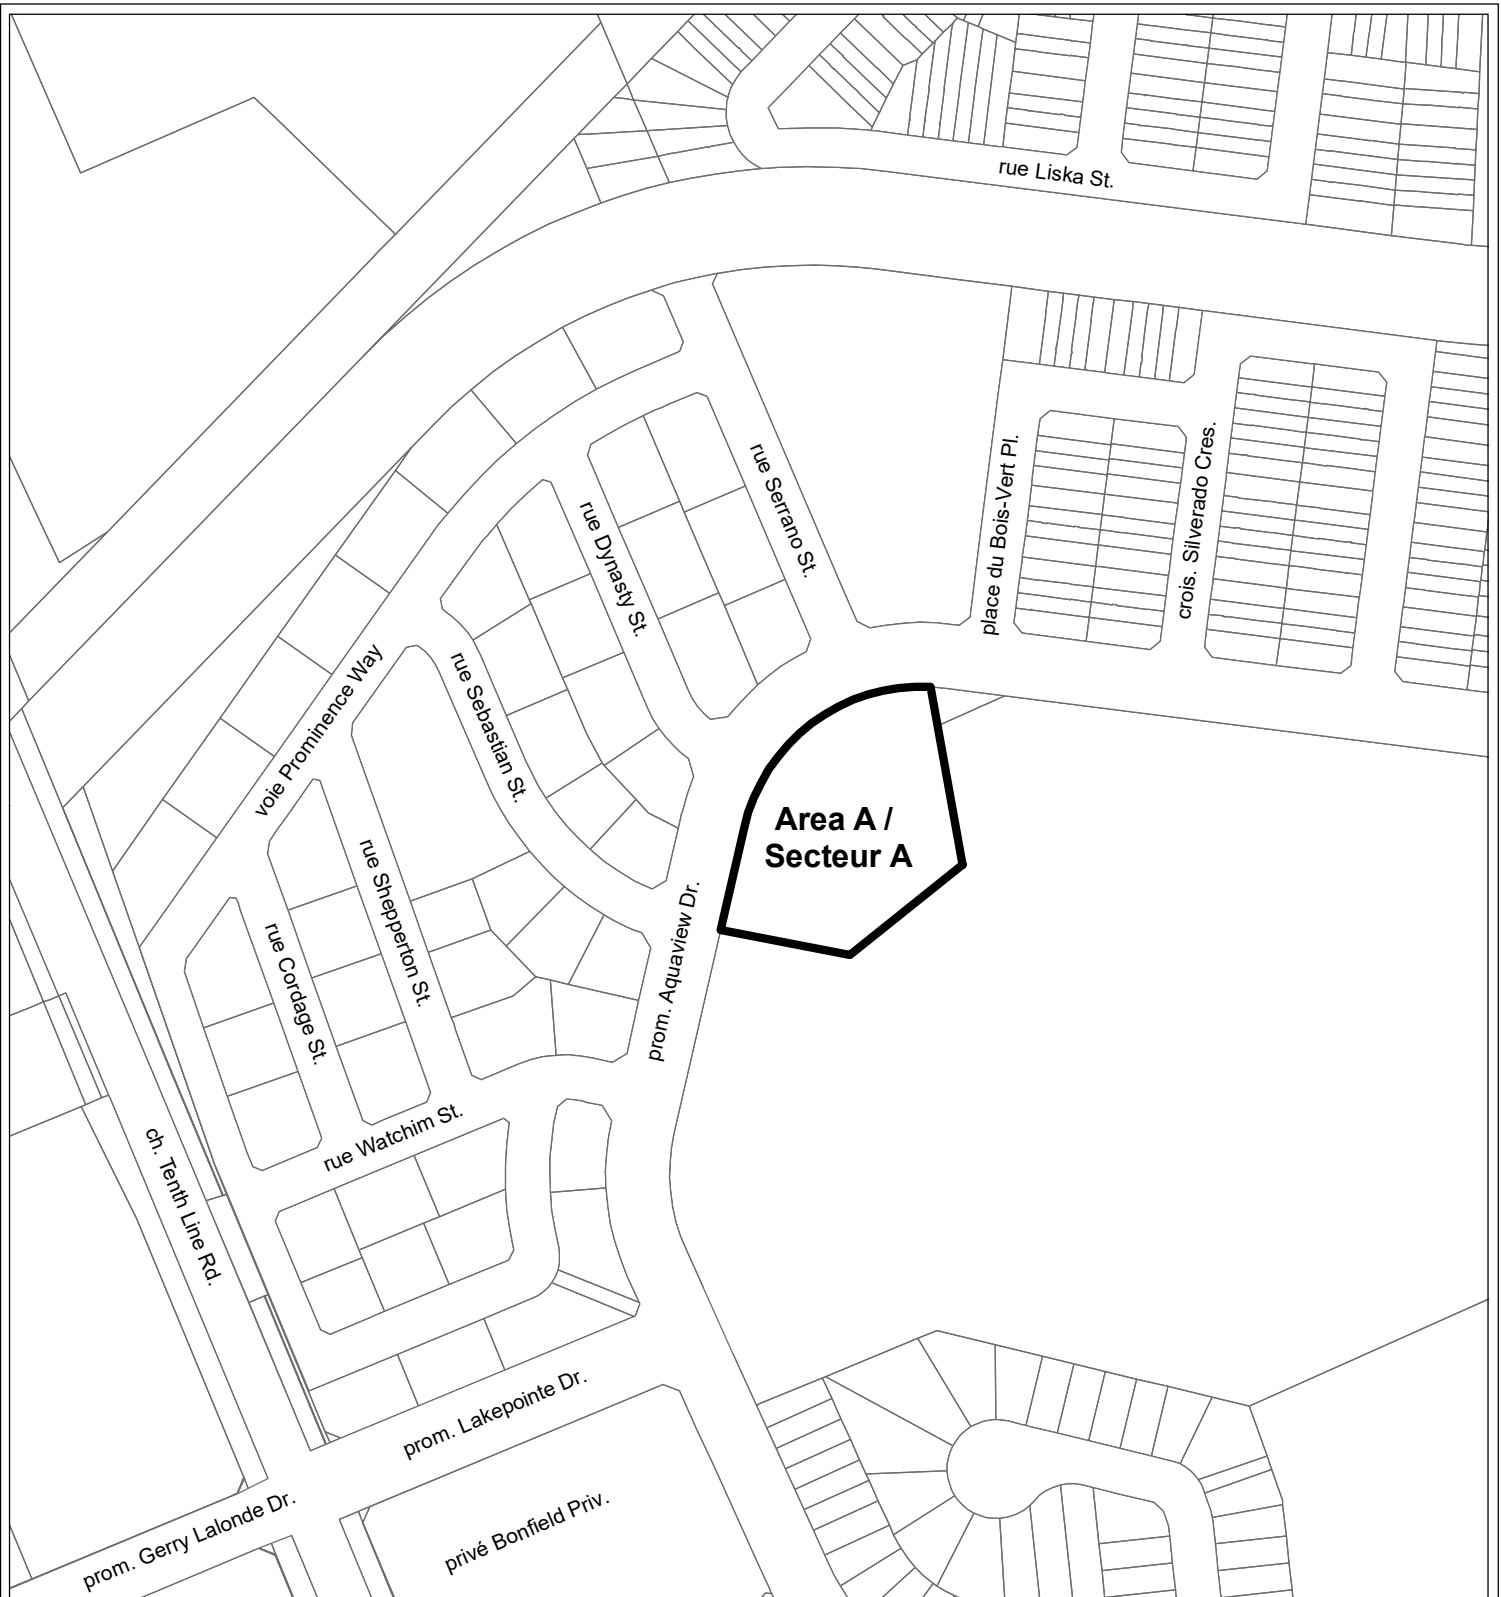 rue Liska St.
place du Bois-Vert Pl.
crois. Silverado Cres.
rue Serrano St.
rue Dynasty St.
rue Sebastian St.
voie Prominence Way
Area A /
Secteur A
rue Shepperton St.
rue Cordage St.
prom. Aquaview Dr.
rue Watchim St.
ch. Tenth Line Rd.
prom. Lakepointe Dr.
prom. Gerry Lalonde Dr.
privé Bonfield Priv.